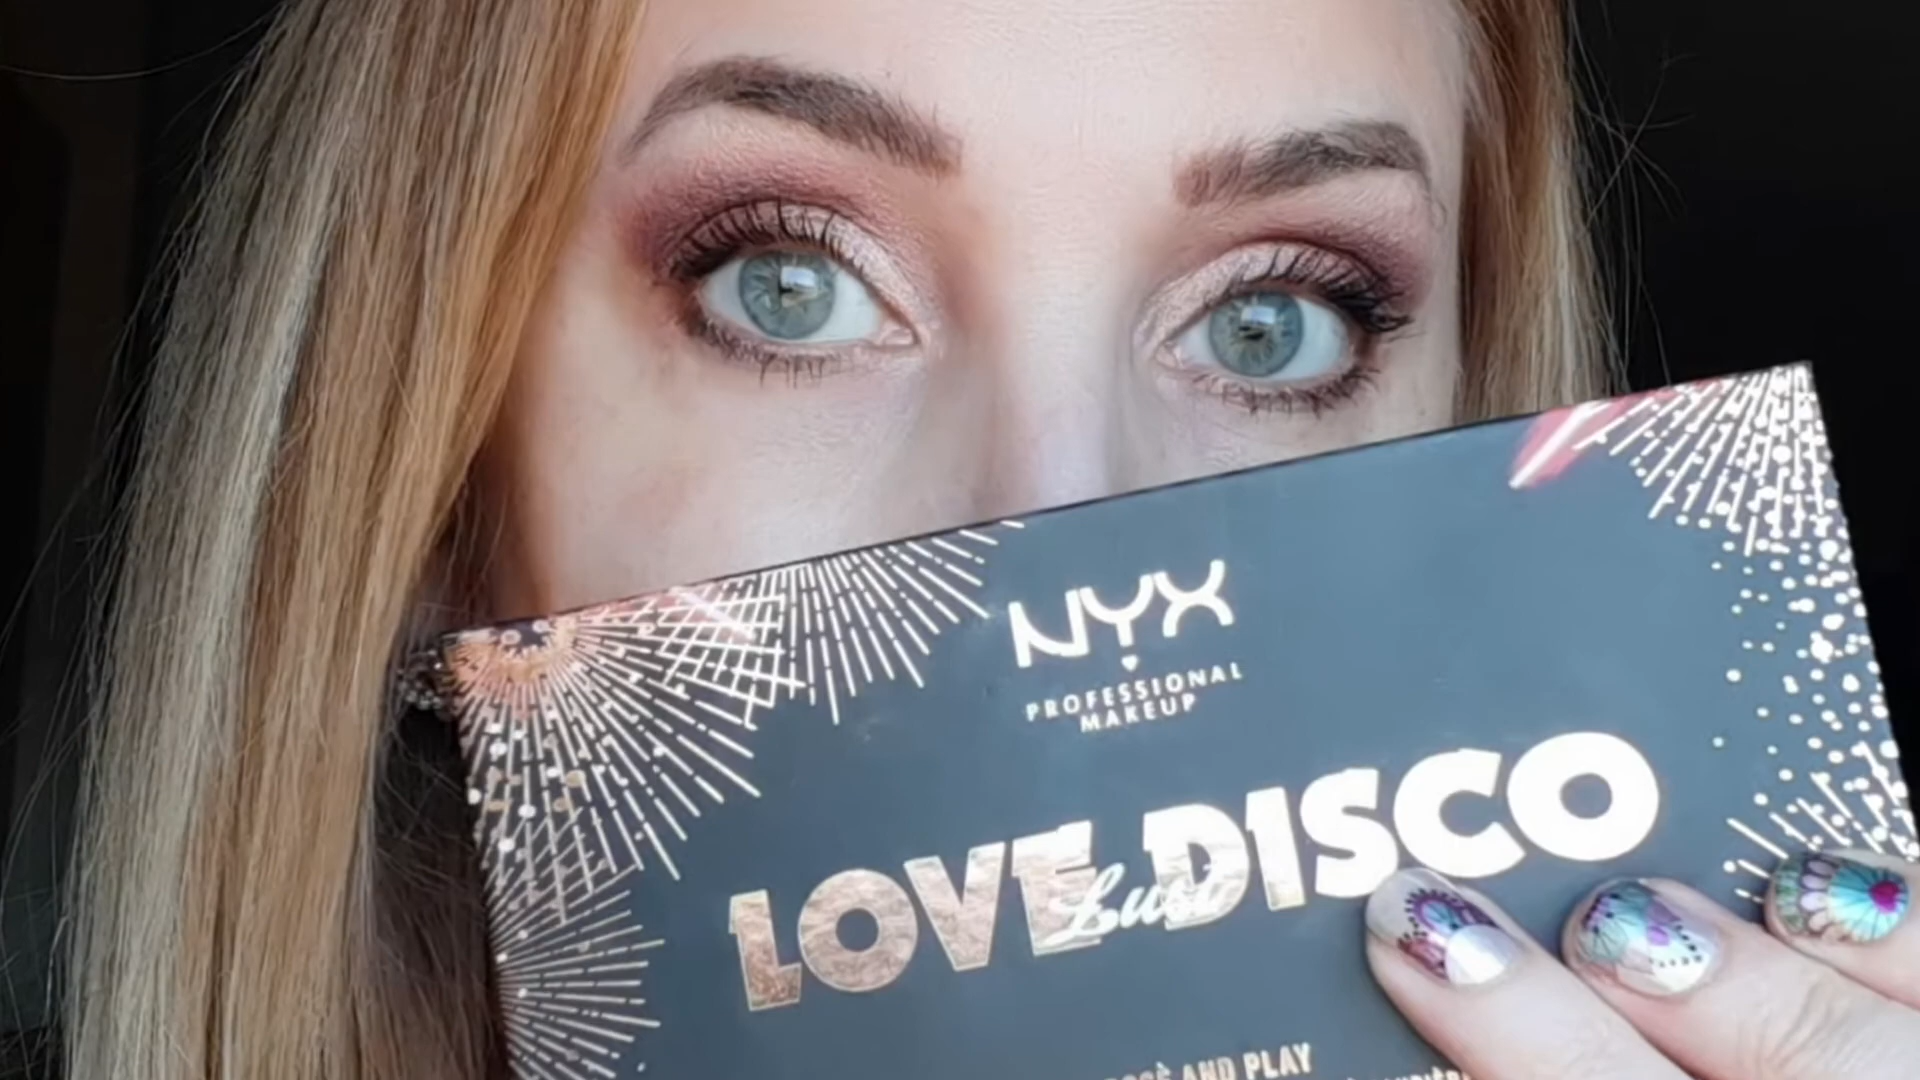 NYX
PROFESSIONAL
MAKEUP
LOVE Lust DISCO
AND PLAY